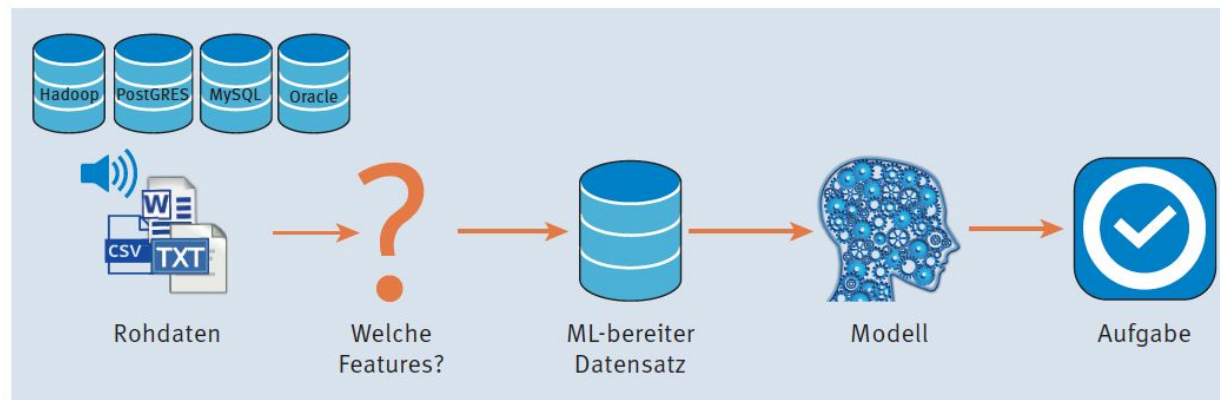 Hadoop PostGRES MySQL Oracle
W
CSV TXT
Rohdaten
Welche
Features?
ML-bereiter
Datensatz
Modell
Aufgabe